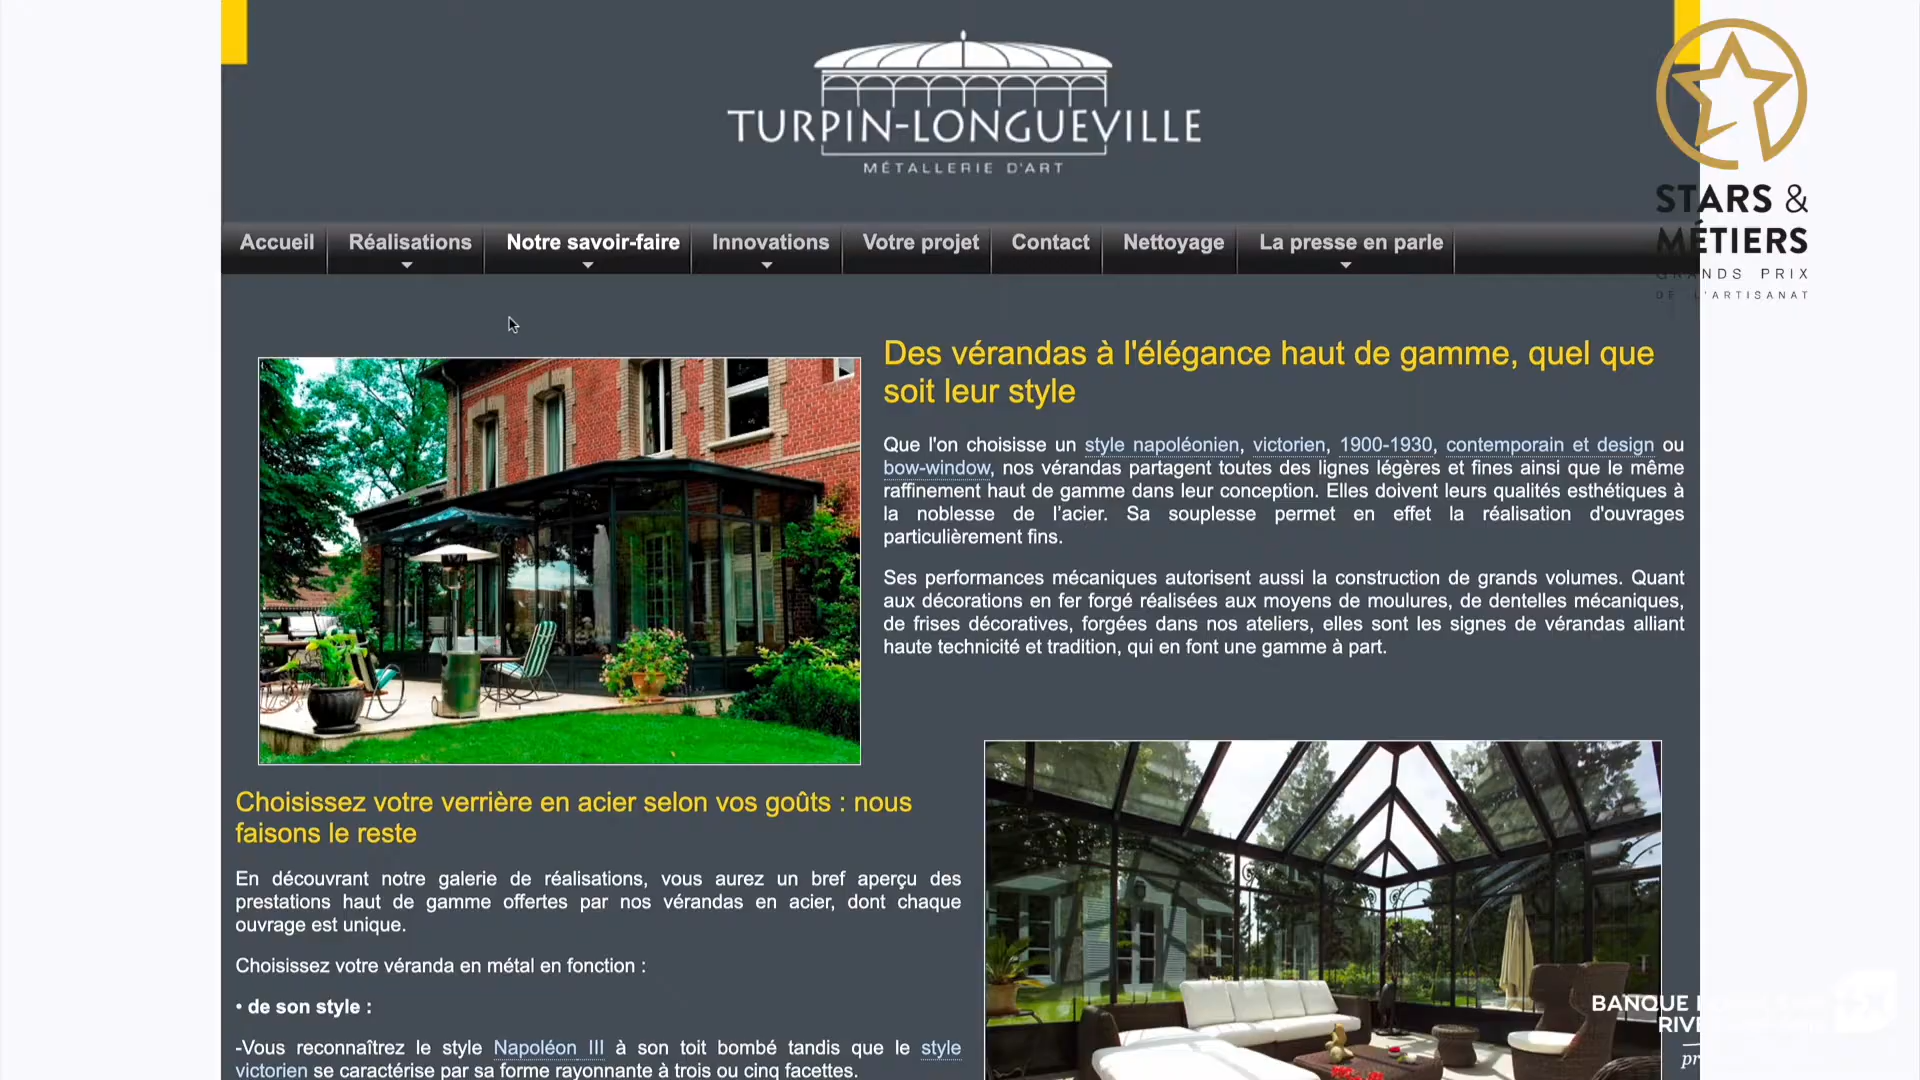 TURPIN-LONGUEVILLE
MÉTALLERIE D'ART
STARS &
MÉTIERS
GRANDS PRIX
DE L'ARTISANAT
Accueil
Réalisations
Notre savoir-faire
Innovations
Votre projet
Contact
Nettoyage
La presse en parle
Des vérandas à l'élégance haut de gamme, quel que
soit leur style
Que l'on choisisse un style napoléonien, victorien, 1900-1930, contemporain et design ou
bow-window, nos vérandas partagent toutes des lignes légères et fines ainsi que le même
raffinement haut de gamme dans leur conception. Elles doivent leurs qualités esthétiques à
la noblesse de l'acier. Sa souplesse permet en effet la réalisation d'ouvrages
particulièrement fins.
Ses performances mécaniques autorisent aussi la construction de grands volumes. Quant
aux décorations en fer forgé réalisées aux moyens de moulures, de dentelles mécaniques,
de frises décoratives, forgées dans nos ateliers, elles sont les signes de vérandas alliant
haute technicité et tradition, qui en font une gamme à part.
Choisissez votre verrière en acier selon vos goûts : nous
faisons le reste
En découvrant notre galerie de réalisations, vous aurez un bref aperçu des
prestations haut de gamme offertes par nos vérandas en acier, dont chaque
ouvrage est unique.
Choisissez votre véranda en métal en fonction :
• de son style :
-Vous reconnaîtrez le style Napoléon III à son toit bombé tandis que le style
victorien se caractérise par sa forme rayonnante à trois ou cinq facettes.
BANQUE